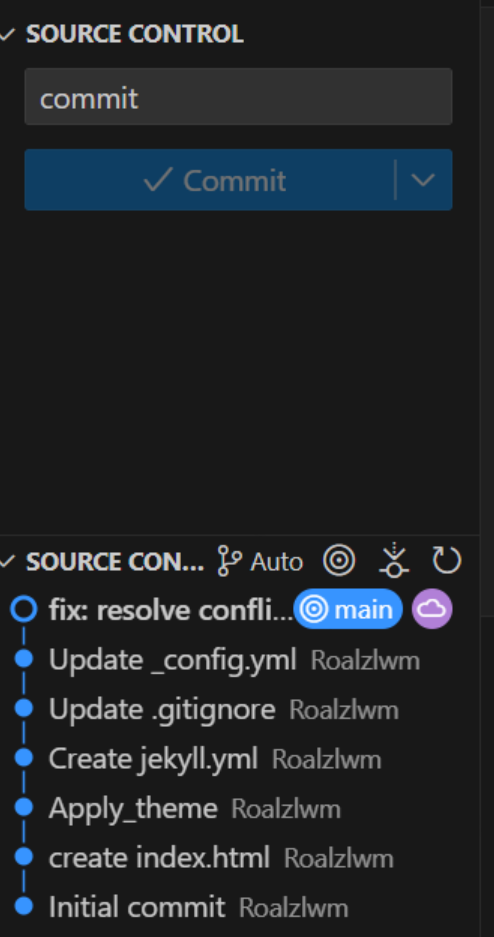 SOURCE CONTROL
commit
Commit
SOURCE CON... Auto
fix: resolve confli... main
Update _config.yml Roalzlwm
Update .gitignore Roalzlwm
Create jekyll.yml Roalzlwm
Apply_theme Roalzlwm
create index.html Roalzlwm
Initial commit Roalzlwm